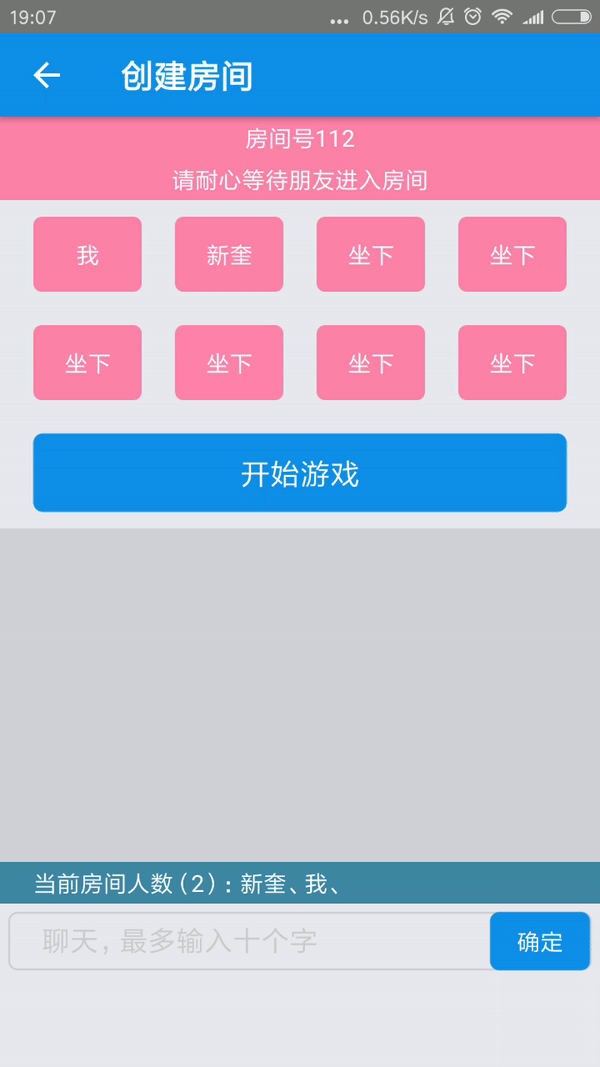 19:07 ... 0.56K/s
创建房间
房间号112
请耐心等待朋友进入房间
我 新奎 坐下 坐下
坐下 坐下 坐下 坐下
开始游戏
当前房间人数(2)：新奎、我、
聊天, 最多输入十个字 确定